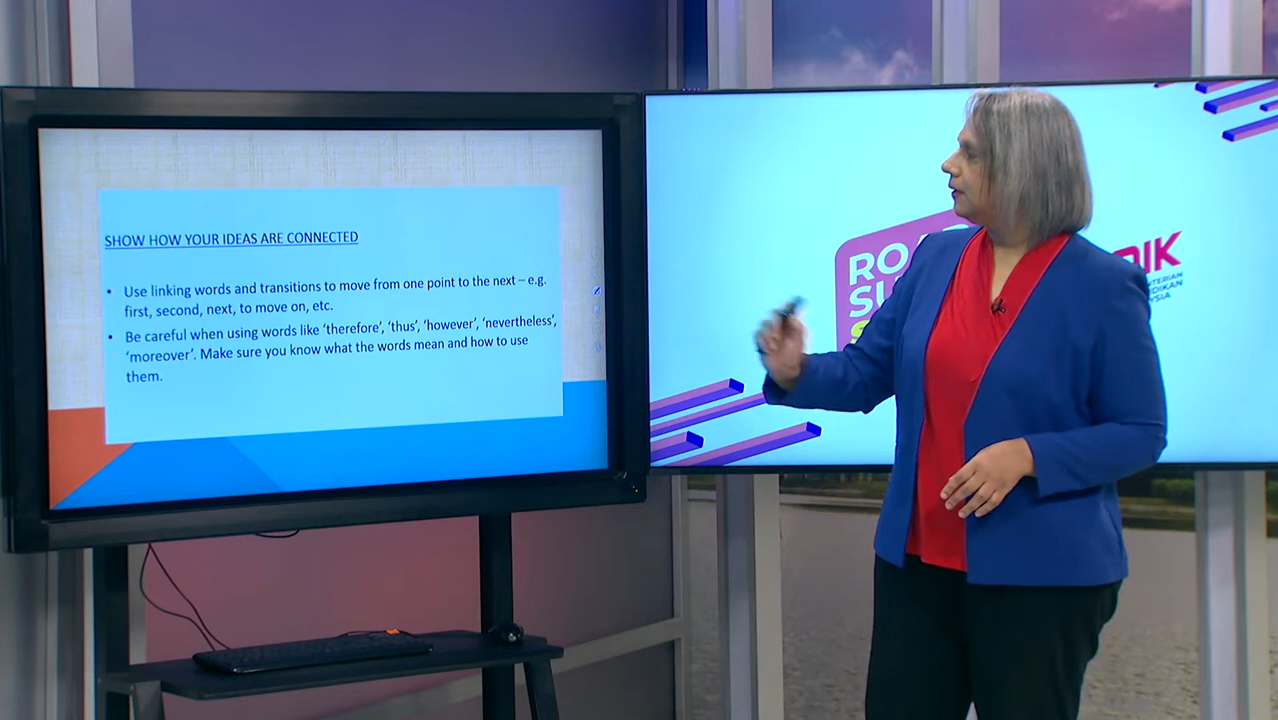 SHOW HOW YOUR IDEAS ARE CONNECTED
• Use linking words and transitions to move from one point to the next – e.g.
first, second, next, to move on, etc.
• Be careful when using words like ‘therefore’, ‘thus’, ‘however’, ‘nevertheless’,
‘moreover’. Make sure you know what the words mean and how to use
them.